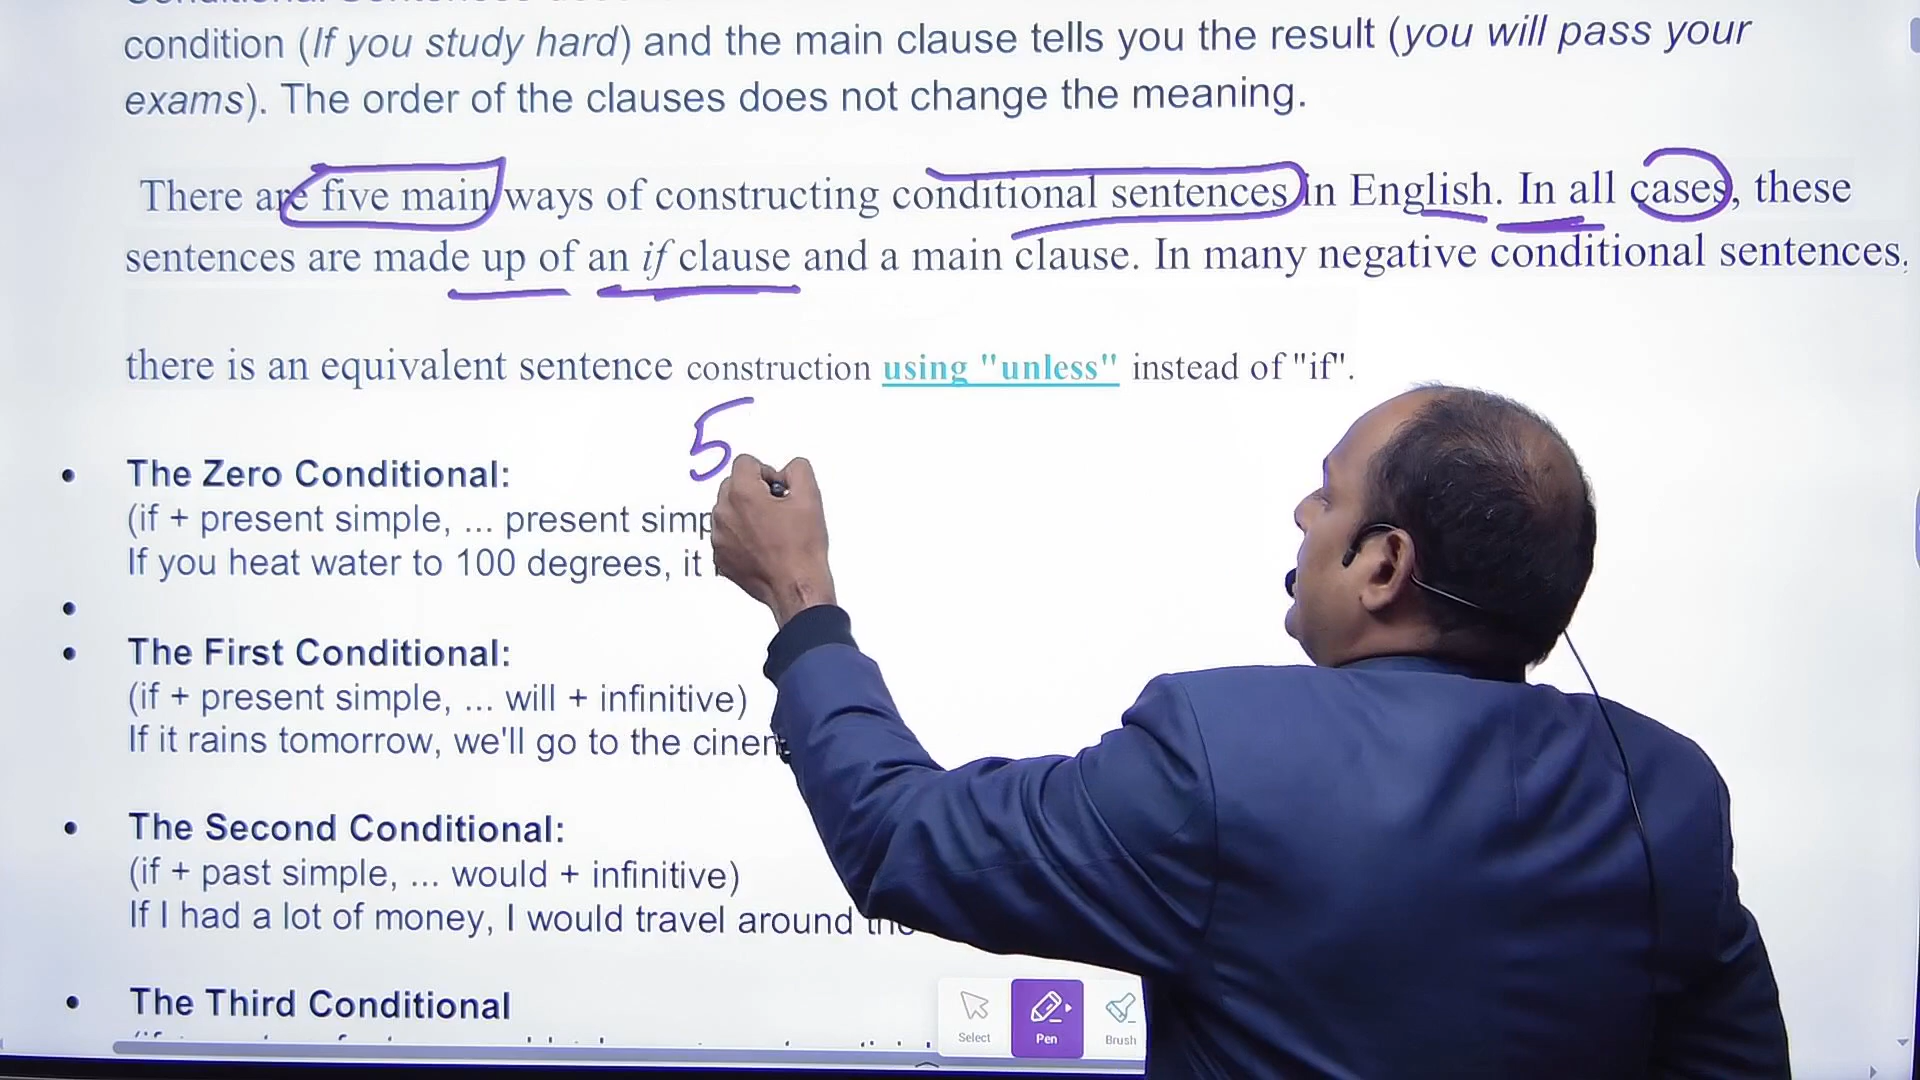 condition (If you study hard) and the main clause tells you the result (you will pass your
exams). The order of the clauses does not change the meaning.
There are five main ways of constructing conditional sentences in English. In all cases, these
sentences are made up of an if clause and a main clause. In many negative conditional sentences,
there is an equivalent sentence construction using "unless" instead of "if".
5
• The Zero Conditional:
(if + present simple, ... present
If you heat water to 100 degrees, it
•
• The First Conditional:
(if + present simple, ... will + infinitive)
If it rains tomorrow, we'll go to the
• The Second Conditional:
(if + past simple, ... would + infinitive)
If I had a lot of money, I would travel around
• The Third Conditional
Select Pen Brush